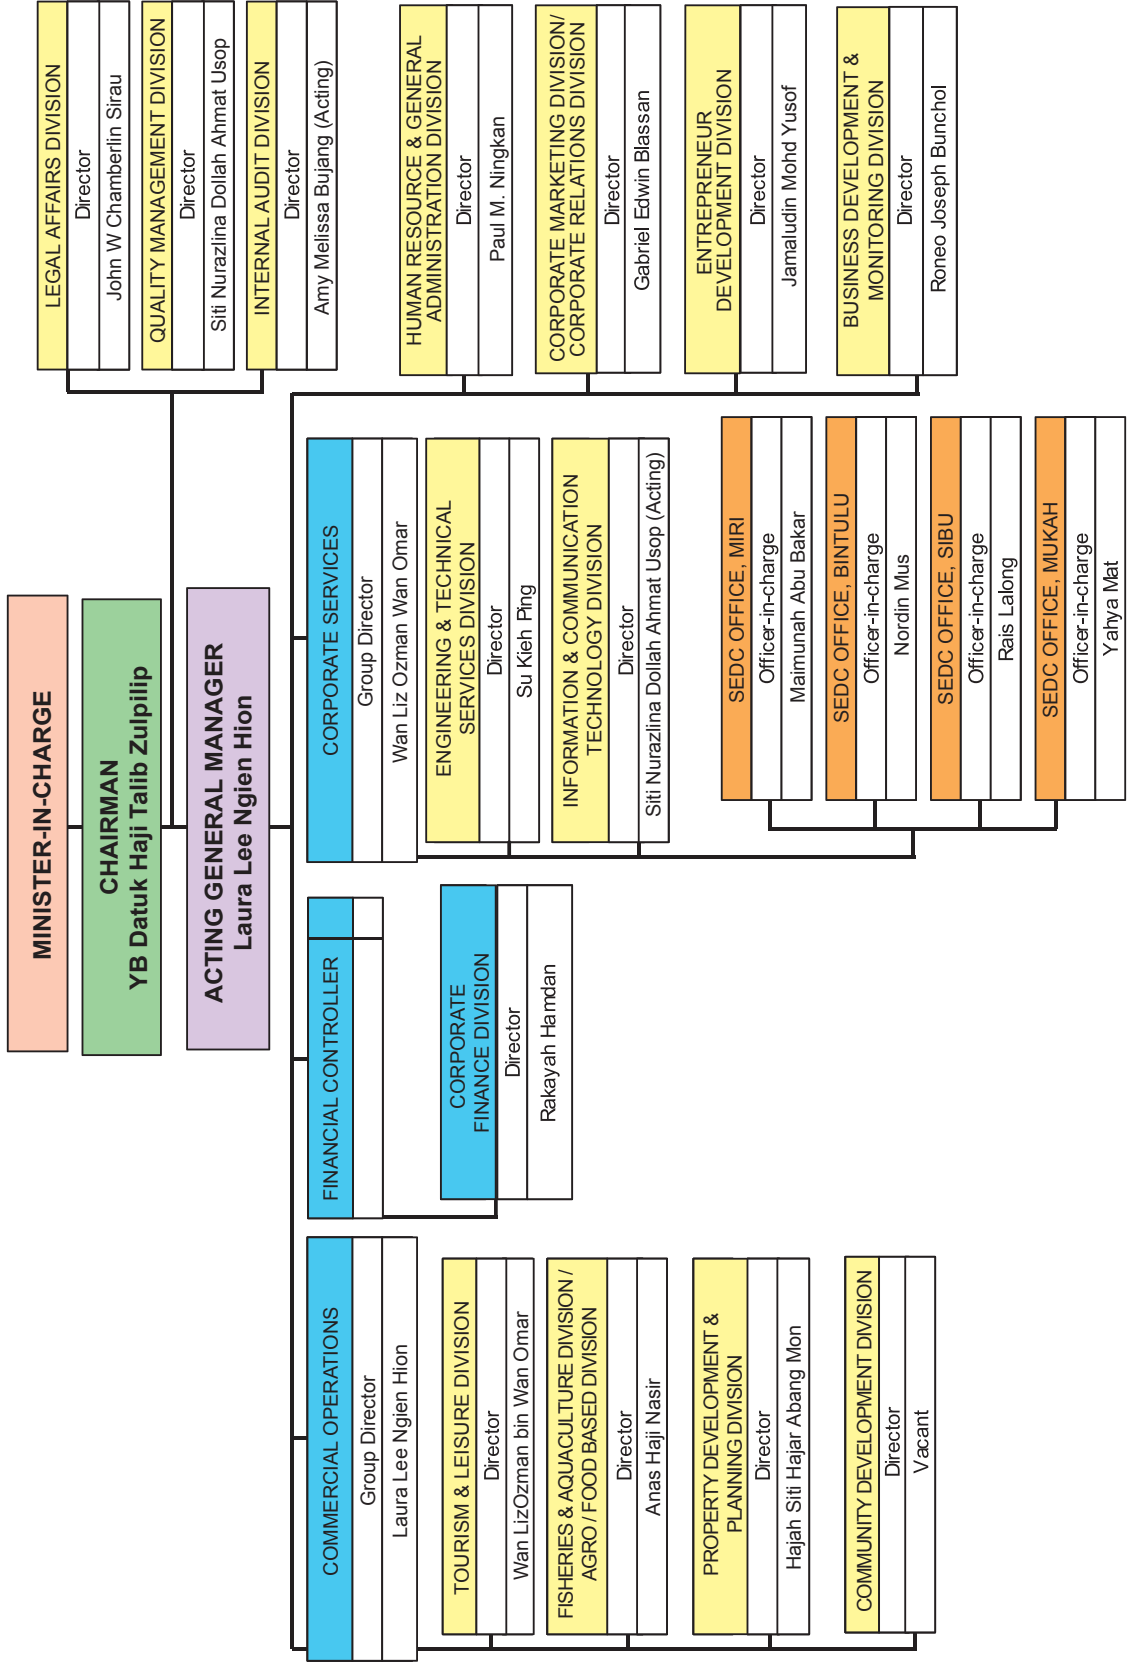 MINISTER-IN-CHARGE
CHAIRMAN
YB Datuk Haji Talib Zulpilip
ACTING GENERAL MANAGER
Laura Lee Ngien Hion
LEGAL AFFAIRS DIVISION
Director
John W Chamberlin Sirau
QUALITY MANAGEMENT DIVISION
Director
Siti Nurazlina Dollah Ahmat Usop
INTERNAL AUDIT DIVISION
Director
Amy Melissa Bujang (Acting)
COMMERCIAL OPERATIONS
Group Director
Laura Lee Ngien Hion
TOURISM & LEISURE DIVISION
Director
Wan LizOzman bin Wan Omar
FISHERIES & AQUACULTURE DIVISION /
AGRO / FOOD BASED DIVISION
Director
Anas Haji Nasir
PROPERTY DEVELOPMENT &
PLANNING DIVISION
Director
Hajah Siti Hajar Abang Mon
COMMUNITY DEVELOPMENT DIVISION
Director
Vacant
FINANCIAL CONTROLLER
CORPORATE
FINANCE DIVISION
Director
Rakayah Hamdan
CORPORATE SERVICES
Group Director
Wan Liz Ozman Wan Omar
ENGINEERING & TECHNICAL
SERVICES DIVISION
Director
Su Kieh Ping
INFORMATION & COMMUNICATION
TECHNOLOGY DIVISION
Director
Siti Nurazlina Dollah Ahmat Usop (Acting)
SEDC OFFICE, MIRI
Officer-in-charge
Maimunah Abu Bakar
SEDC OFFICE, BINTULU
Officer-in-charge
Nordin Mus
SEDC OFFICE, SIBU
Officer-in-charge
Rais Lalong
SEDC OFFICE, MUKAH
Officer-in-charge
Yahya Mat
HUMAN RESOURCE & GENERAL
ADMINISTRATION DIVISION
Director
Paul M. Ningkan
CORPORATE MARKETING DIVISION/
CORPORATE RELATIONS DIVISION
Director
Gabriel Edwin Blassan
ENTREPRENEUR
DEVELOPMENT DIVISION
Director
Jamaludin Mohd Yusof
BUSINESS DEVELOPMENT &
MONITORING DIVISION
Director
Roneo Joseph Bunchol